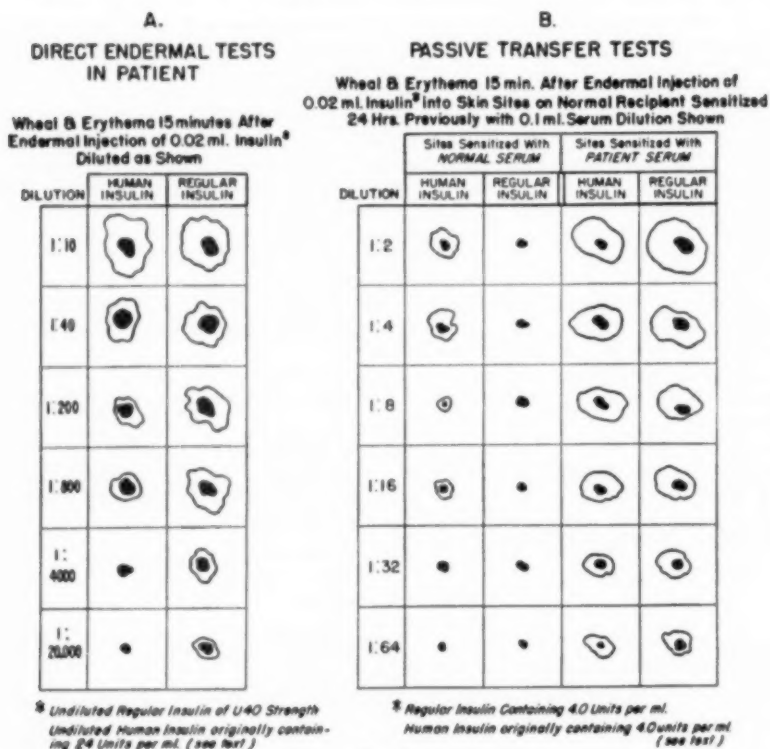 A.
DIRECT ENDERMAL TESTS
IN PATIENT
Wheal & Erythema 15 minutes After
Endermal Injection of 0.02 ml. Insulin*
Diluted as Shown
DILUTION HUMAN INSULIN REGULAR INSULIN
1:10
1:40
1:200
1:800
1:
4000
1:
20,000
* Undiluted Regular Insulin of U40 Strength
Undiluted Human Insulin originally contain-
ing 24 Units per ml. (see text)
B.
PASSIVE TRANSFER TESTS
Wheal & Erythema 15 min. After Endermal Injection of
0.02 ml. Insulin* into Skin Sites on Normal Recipient Sensitized
24 Hrs. Previously with 0.1 ml. Serum Dilution Shown
Sites Sensitized With Sites Sensitized With
NORMAL SERUM PATIENT SERUM
DILUTION HUMAN INSULIN REGULAR INSULIN HUMAN INSULIN REGULAR INSULIN
1:2
1:4
1:8
1:16
1:32
1:64
* Regular Insulin Containing 4.0 Units per ml.
Human Insulin originally containing 4.0 units per ml.
(see text)